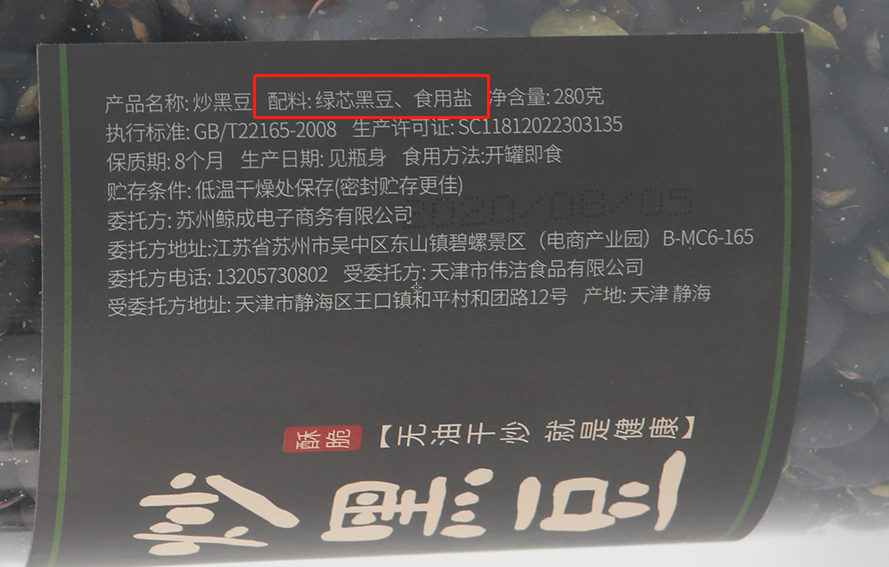 产品名称: 炒黑豆 配料: 绿芯黑豆、食用盐 净含量: 280克
执行标准: GB/T22165-2008 生产许可证: SC11812022303135
保质期: 8个月 生产日期: 见瓶身 食用方法:开罐即食
贮存条件: 低温干燥处保存(密封贮存更佳)
2020/09/05
委托方: 苏州鲸成电子商务有限公司
委托方地址:江苏省苏州市吴中区东山镇碧螺景区（电商产业园）B-MC6-165
委托方电话: 13205730802 受委托方: 天津市伟洁食品有限公司
受委托方地址: 天津市静海区王口镇和平村和团路12号 产地: 天津 静海
酥脆 【无油干炒 就是健康】
炒黑豆